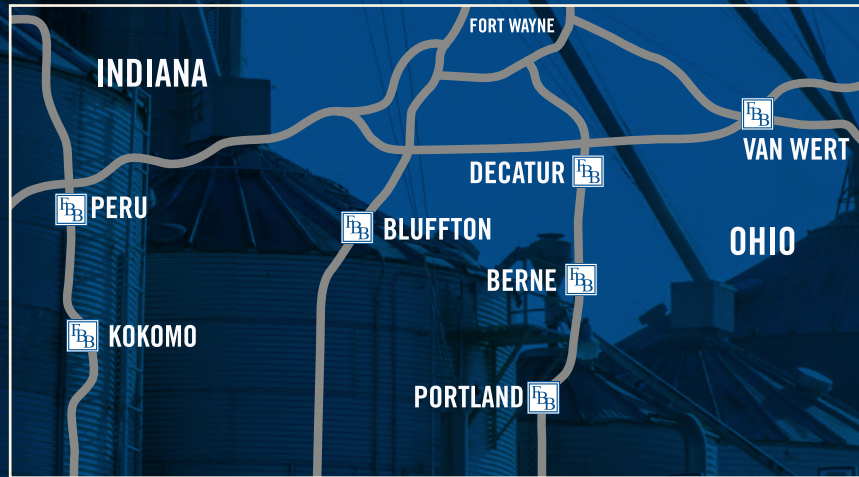 FORT WAYNE
INDIANA
FBB
VAN WERT
DECATUR FBB
FBB PERU
FBB BLUFFTON
OHIO
BERNE FBB
FBB KOKOMO
PORTLAND FBB